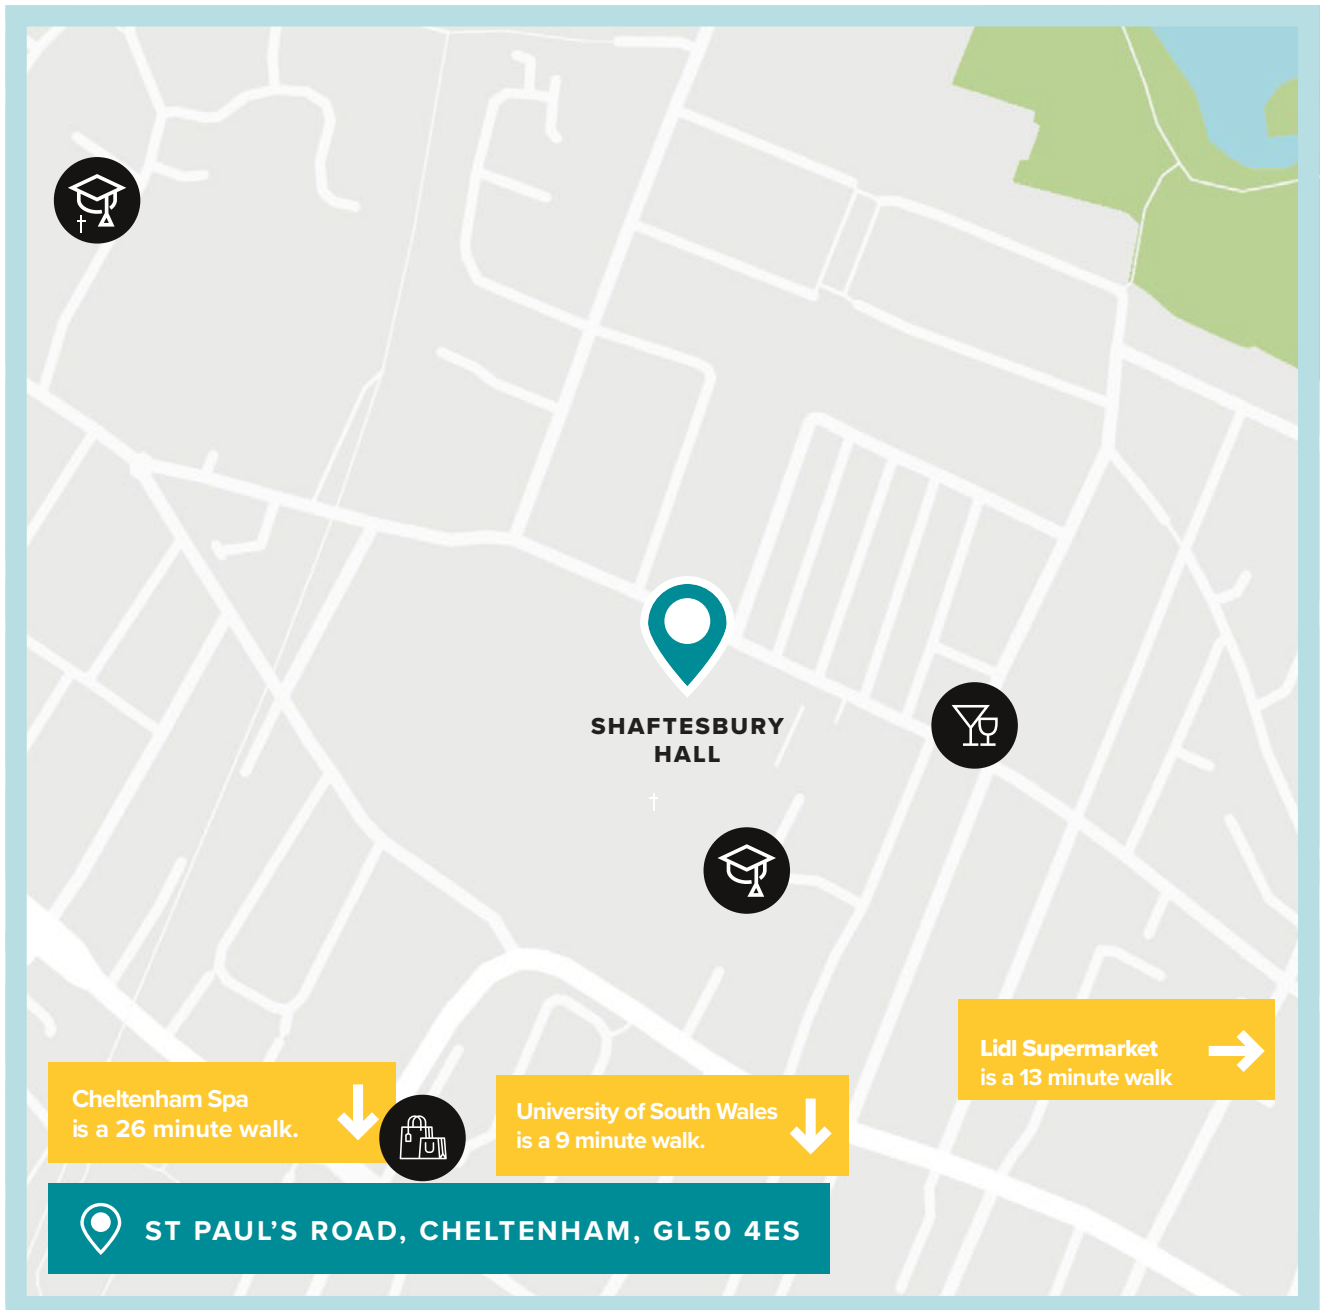 SHAFTESBURY
HALL
Lidl Supermarket
is a 13 minute walk
Cheltenham Spa
is a 26 minute walk.
University of South Wales
is a 9 minute walk.
ST PAUL’S ROAD, CHELTENHAM, GL50 4ES